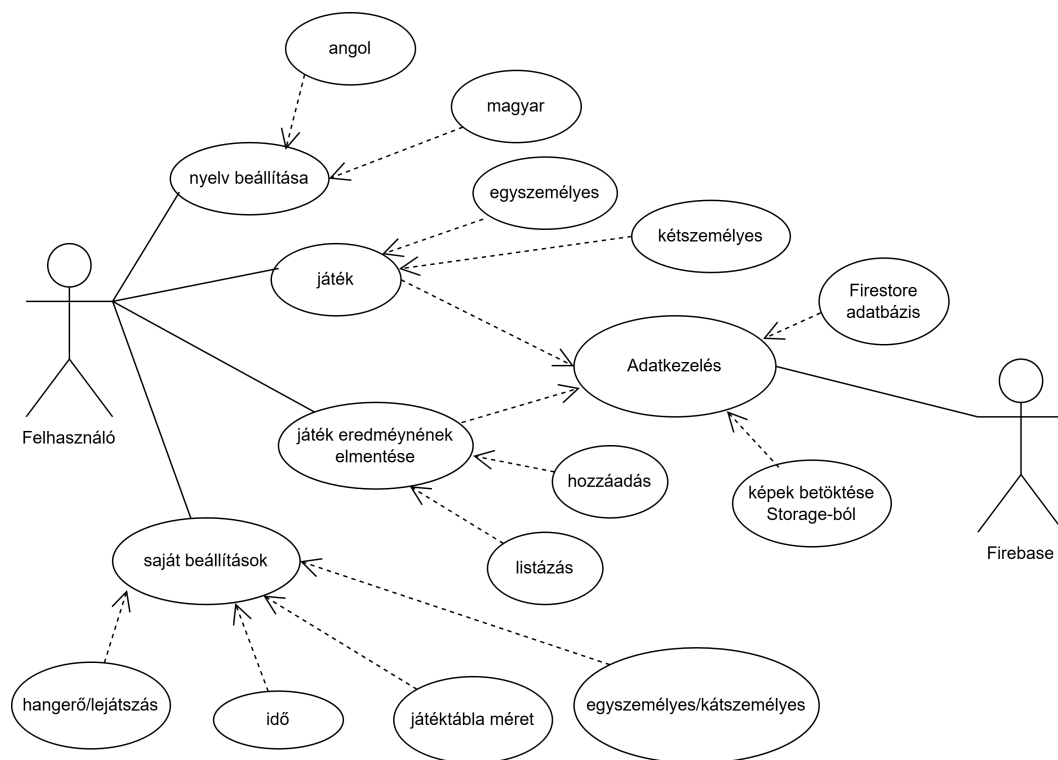 angol
magyar
nyelv beállítása
egyszemélyes
kétszemélyes
játék
Firestore
adatbázis
Adatkezelés
Felhasználó
játék eredméynének
elmentése
hozzáadás
képek betöktése
Storage-ból
Firebase
saját beállítások
listázás
hangerő/lejátszás
idő
játéktábla méret
egyszemélyes/kátszemélyes